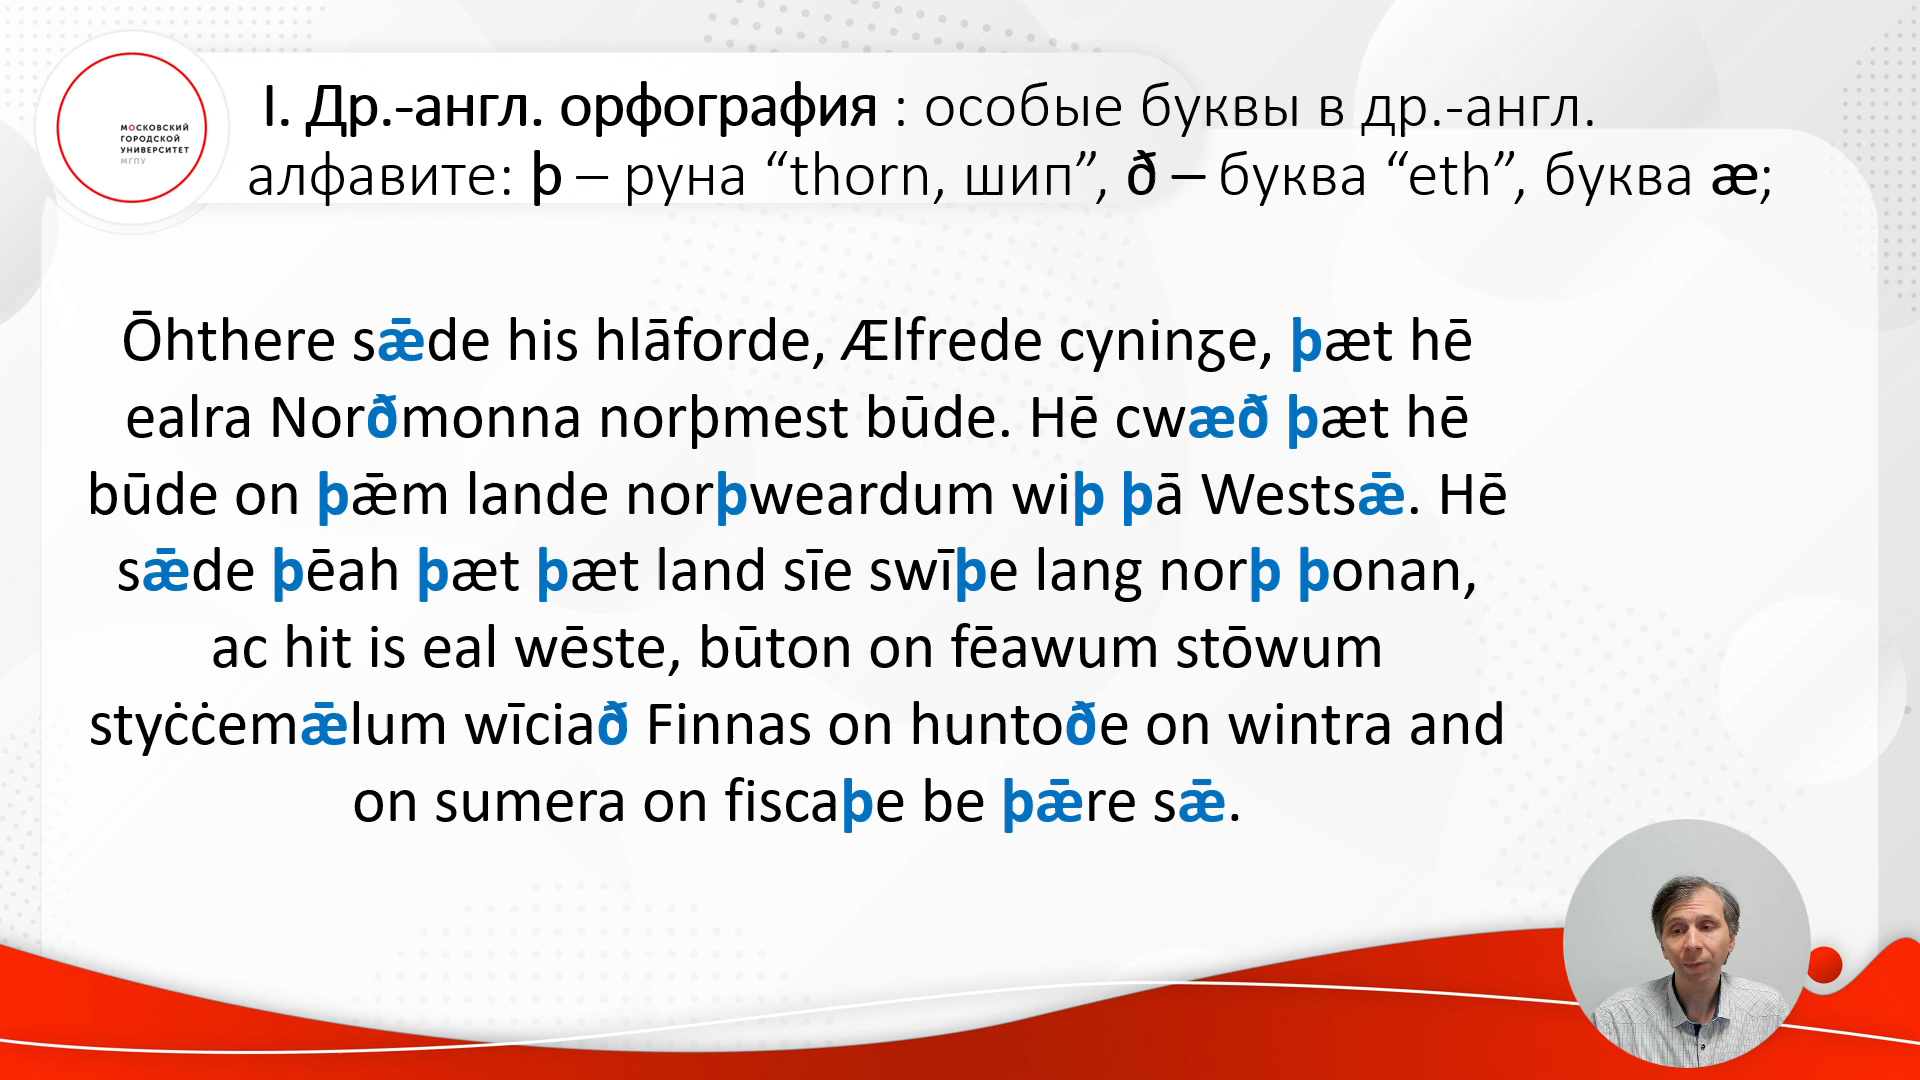 МОСКОВСКИЙ
ГОРОДСКОЙ
УНИВЕРСИТЕТ
МГПУ
I. Др.-англ. орфография : особые буквы в др.-англ.
алфавите: þ – руна “thorn, шип”, ð – буква “eth”, буква æ;
Ōhthere sǣde his hlāforde, Ælfrede cyninӡe, þæt hē
ealra Norðmonna norþmest būde. Hē cwæð þæt hē
būde on þǣm lande norþweardum wiþ þā Westsǣ. Hē
sǣde þēah þæt þæt land sīe swīþe lang norþ þonan,
ac hit is eal wēste, būton on fēawum stōwum
styċċemǣlum wīciað Finnas on huntoðe on wintra and
on sumera on fiscaþe be þǣre sǣ.